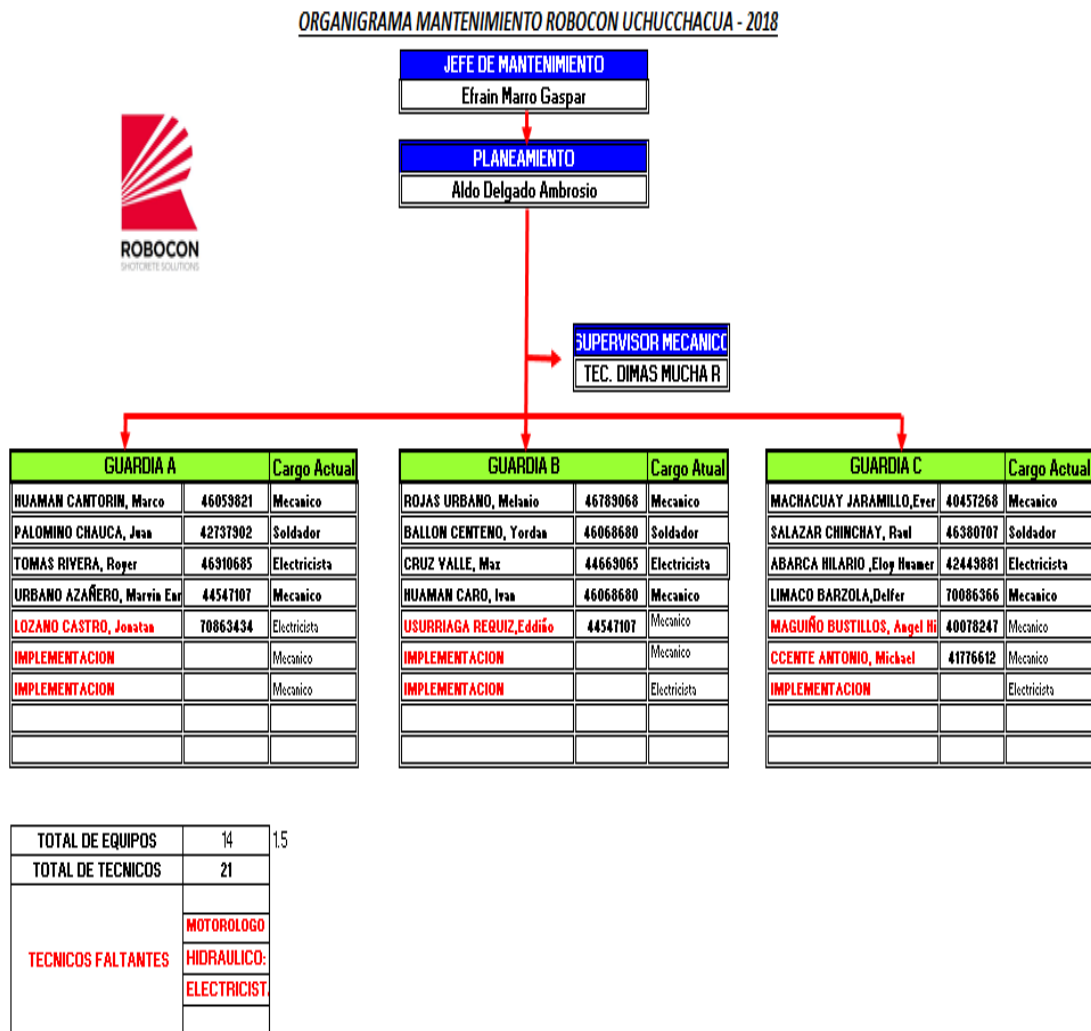 ORGANIGRAMA MANTENIMIENTO ROBOCON UCHUCCHACUA - 2018
JEFE DE MANTENIMIENTO
Efrain Marro Gaspar
PLANEAMIENTO
Aldo Delgado Ambrosio
ROBOCON
SHOTCRETE SOLUTIONS
SUPERVISOR MECANICO
TEC. DIMAS MUCHA R
GUARDIA A Cargo Actual
HUAMAN CANTORIN, Marco 46059821 Mecanico
PALOMINO CHAUCA, Juan 42737902 Soldador
TOMAS RIVERA, Royer 46910685 Electricista
URBANO AZAÑERO, Marvin Enr 44547107 Mecanico
LOZANO CASTRO, Jonatan 70863434 Electricista
IMPLEMENTACION Mecanico
IMPLEMENTACION Mecanico
GUARDIA B Cargo Atual
ROJAS URBANO, Melanio 46789068 Mecanico
BALLON CENTENO, Yordan 46068680 Soldador
CRUZ VALLE, Max 44669065 Electricista
HUAMAN CARO, Ivan 46068680 Mecanico
USURRIAGA REQUIZ,Eddiño 44547107 Mecanico
IMPLEMENTACION Mecanico
IMPLEMENTACION Electricista
GUARDIA C Cargo Actual
MACHACUAY JARAMILLO,Ever 40457268 Mecanico
SALAZAR CHINCHAY, Raul 46380707 Soldador
ABARCA HILARIO ,Eloy Huamer 42449881 Electricista
LIMACO BARZOLA,Delfer 70086366 Mecanico
MAGUIÑO BUSTILLOS, Angel Hi 40078247 Mecanico
CCENTE ANTONIO, Michael 41776612 Mecanico
IMPLEMENTACION Electricista
TOTAL DE EQUIPOS 14 1.5
TOTAL DE TECNICOS 21
TECNICOS FALTANTES
MOTOROLOGO
HIDRAULICO:
ELECTRICIST.